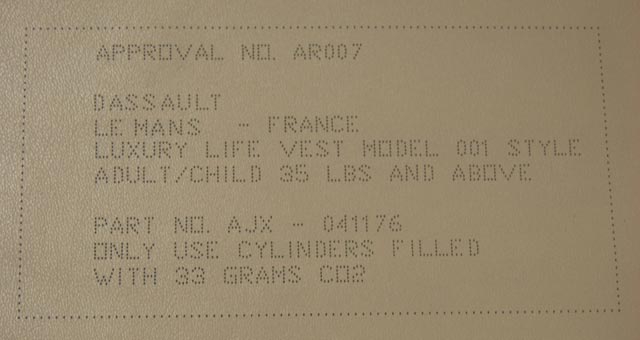 APPROVAL NO. AR007
DASSAULT
LE MANS - FRANCE
LUXURY LIFE VEST MODEL 001 STYLE
ADULT/CHILD 35 LBS AND ABOVE
PART NO. AJX - 041176
ONLY USE CYLINDERS FILLED
WITH 33 GRAMS CO2